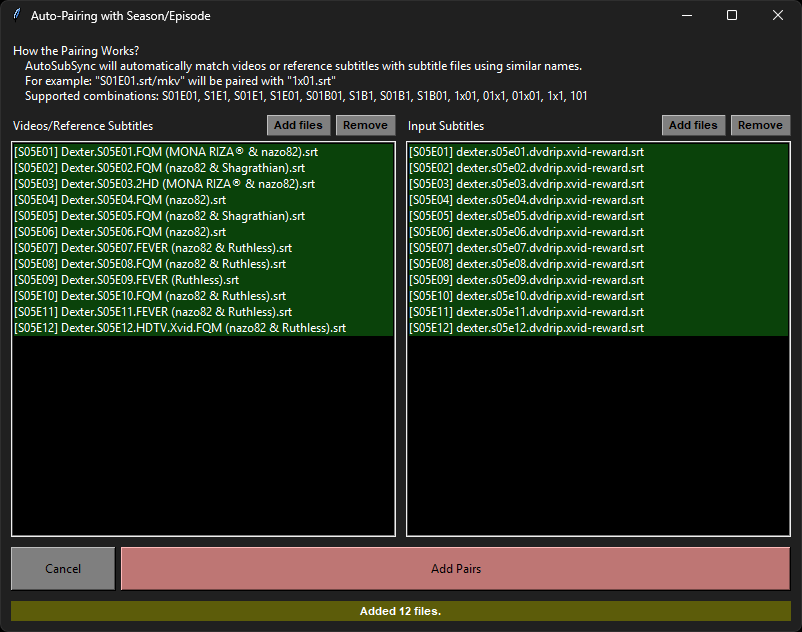 Auto-Pairing with Season/Episode
How the Pairing Works?
AutoSubSync will automatically match videos or reference subtitles with subtitle files using similar names.
For example: "S01E01.srt/mkv" will be paired with "1x01.srt"
Supported combinations: S01E01, S1E1, S01E1, S1E01, S01B01, S1B1, S01B1, S1B01, 1x01, 01x1, 01x01, 1x1, 101
Videos/Reference Subtitles
Add files
Remove
[S05E01] Dexter.S05E01.FQM (MONA RIZA® & nazo82).srt
[S05E02] Dexter.S05E02.FQM (nazo82 & Shagrathian).srt
[S05E03] Dexter.S05E03.2HD (MONA RIZA® & nazo82).srt
[S05E04] Dexter.S05E04.FQM (nazo82).srt
[S05E05] Dexter.S05E05.FQM (nazo82 & Shagrathian).srt
[S05E06] Dexter.S05E06.FQM (nazo82).srt
[S05E07] Dexter.S05E07.FEVER (nazo82 & Ruthless).srt
[S05E08] Dexter.S05E08.FQM (nazo82 & Ruthless).srt
[S05E09] Dexter.S05E09.FEVER (Ruthless).srt
[S05E10] Dexter.S05E10.FQM (nazo82 & Ruthless).srt
[S05E11] Dexter.S05E11.FEVER (nazo82 & Ruthless).srt
[S05E12] Dexter.S05E12.HDTV.Xvid.FQM (nazo82 & Ruthless).srt
Input Subtitles
Add files
Remove
[S05E01] dexter.s05e01.dvdrip.xvid-reward.srt
[S05E02] dexter.s05e02.dvdrip.xvid-reward.srt
[S05E03] dexter.s05e03.dvdrip.xvid-reward.srt
[S05E04] dexter.s05e04.dvdrip.xvid-reward.srt
[S05E05] dexter.s05e05.dvdrip.xvid-reward.srt
[S05E06] dexter.s05e06.dvdrip.xvid-reward.srt
[S05E07] dexter.s05e07.dvdrip.xvid-reward.srt
[S05E08] dexter.s05e08.dvdrip.xvid-reward.srt
[S05E09] dexter.s05e09.dvdrip.xvid-reward.srt
[S05E10] dexter.s05e10.dvdrip.xvid-reward.srt
[S05E11] dexter.s05e11.dvdrip.xvid-reward.srt
[S05E12] dexter.s05e12.dvdrip.xvid-reward.srt
Cancel
Add Pairs
Added 12 files.